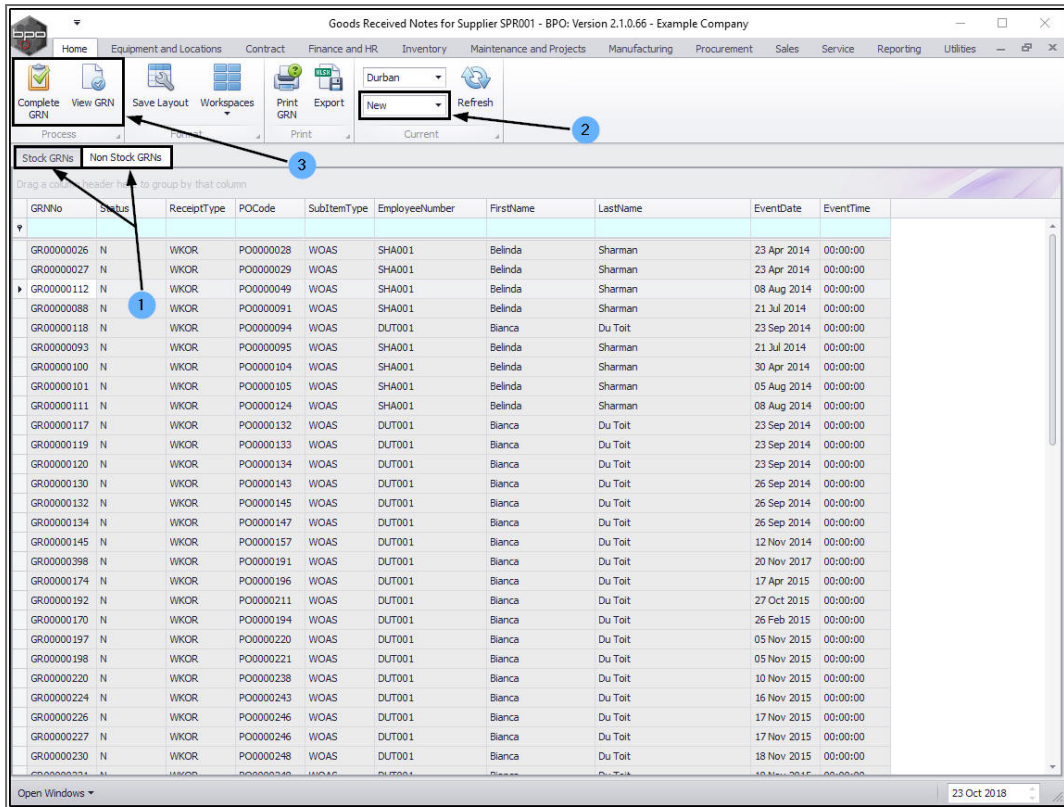 Goods Received Notes for Supplier SPR001 - BPO: Version 2.1.0.66 - Example Company
bpo
Home Equipment and Locations Contract Finance and HR Inventory Maintenance and Projects Manufacturing Procurement Sales Service Reporting Utilities
Complete GRN View GRN Save Layout Workspaces Print GRN Export Durban New Refresh
Process Format Print Current
2
3
Stock GRNs Non Stock GRNs
Drag a column header here to group by that column
GRNNo Status ReceiptType POCode SubItemType EmployeeNumber FirstName LastName EventDate EventTime
GR00000026 N WKOR PO0000028 WOAS SHA001 Belinda Sharman 23 Apr 2014 00:00:00
GR00000027 N WKOR PO0000029 WOAS SHA001 Belinda Sharman 23 Apr 2014 00:00:00
GR00000112 N WKOR PO0000049 WOAS SHA001 Belinda Sharman 08 Aug 2014 00:00:00
1
GR00000088 N WKOR PO0000091 WOAS SHA001 Belinda Sharman 21 Jul 2014 00:00:00
GR00000118 N WKOR PO0000094 WOAS DUT001 Bianca Du Toit 23 Sep 2014 00:00:00
GR00000093 N WKOR PO0000095 WOAS SHA001 Belinda Sharman 21 Jul 2014 00:00:00
GR00000100 N WKOR PO0000104 WOAS SHA001 Belinda Sharman 30 Apr 2014 00:00:00
GR00000101 N WKOR PO0000105 WOAS SHA001 Belinda Sharman 05 Aug 2014 00:00:00
GR00000111 N WKOR PO0000124 WOAS SHA001 Belinda Sharman 08 Aug 2014 00:00:00
GR00000117 N WKOR PO0000132 WOAS DUT001 Bianca Du Toit 23 Sep 2014 00:00:00
GR00000119 N WKOR PO0000133 WOAS DUT001 Bianca Du Toit 23 Sep 2014 00:00:00
GR00000120 N WKOR PO0000134 WOAS DUT001 Bianca Du Toit 23 Sep 2014 00:00:00
GR00000130 N WKOR PO0000143 WOAS DUT001 Bianca Du Toit 26 Sep 2014 00:00:00
GR00000132 N WKOR PO0000145 WOAS DUT001 Bianca Du Toit 26 Sep 2014 00:00:00
GR00000134 N WKOR PO0000147 WOAS DUT001 Bianca Du Toit 26 Sep 2014 00:00:00
GR00000145 N WKOR PO0000157 WOAS DUT001 Bianca Du Toit 12 Nov 2014 00:00:00
GR00000398 N WKOR PO0000191 WOAS DUT001 Bianca Du Toit 20 Nov 2017 00:00:00
GR00000174 N WKOR PO0000196 WOAS DUT001 Bianca Du Toit 17 Apr 2015 00:00:00
GR00000192 N WKOR PO0000211 WOAS DUT001 Bianca Du Toit 27 Oct 2015 00:00:00
GR00000170 N WKOR PO0000194 WOAS DUT001 Bianca Du Toit 26 Feb 2015 00:00:00
GR00000197 N WKOR PO0000220 WOAS DUT001 Bianca Du Toit 05 Nov 2015 00:00:00
GR00000198 N WKOR PO0000221 WOAS DUT001 Bianca Du Toit 05 Nov 2015 00:00:00
GR00000220 N WKOR PO0000238 WOAS DUT001 Bianca Du Toit 10 Nov 2015 00:00:00
GR00000224 N WKOR PO0000243 WOAS DUT001 Bianca Du Toit 16 Nov 2015 00:00:00
GR00000226 N WKOR PO0000246 WOAS DUT001 Bianca Du Toit 17 Nov 2015 00:00:00
GR00000227 N WKOR PO0000246 WOAS DUT001 Bianca Du Toit 17 Nov 2015 00:00:00
GR00000230 N WKOR PO0000248 WOAS DUT001 Bianca Du Toit 18 Nov 2015 00:00:00
Open Windows 23 Oct 2018